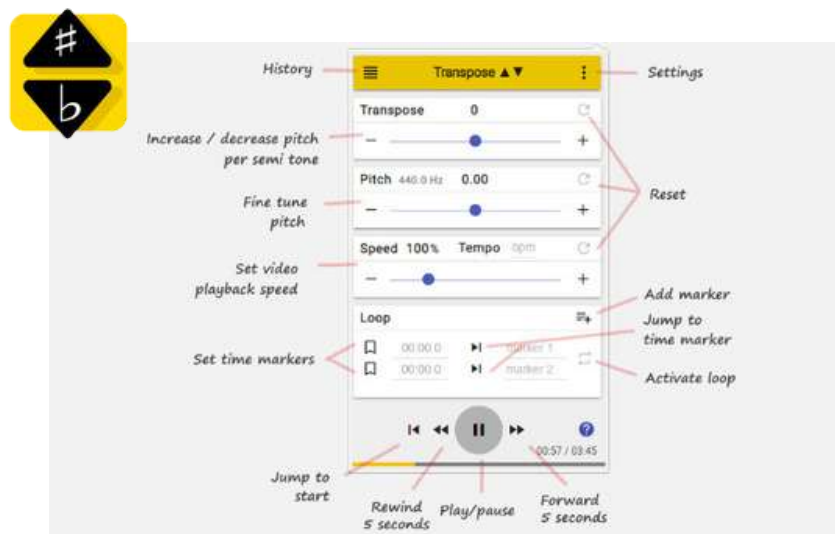 ♯
♭
History
Transpose ▲▼
Settings
Transpose 0
Increase / decrease pitch
per semi tone
− +
Pitch 440.0 Hz 0.00
Reset
Fine tune
pitch
− +
Speed 100% Tempo bpm
Set video
playback speed
− +
Add marker
Loop
Jump to
time marker
Set time markers
00:00.0 marker 1
00:00.0 marker 2
Activate loop
00:57 / 03:45
Jump to
start
Rewind
5 seconds
Play/pause
Forward
5 seconds